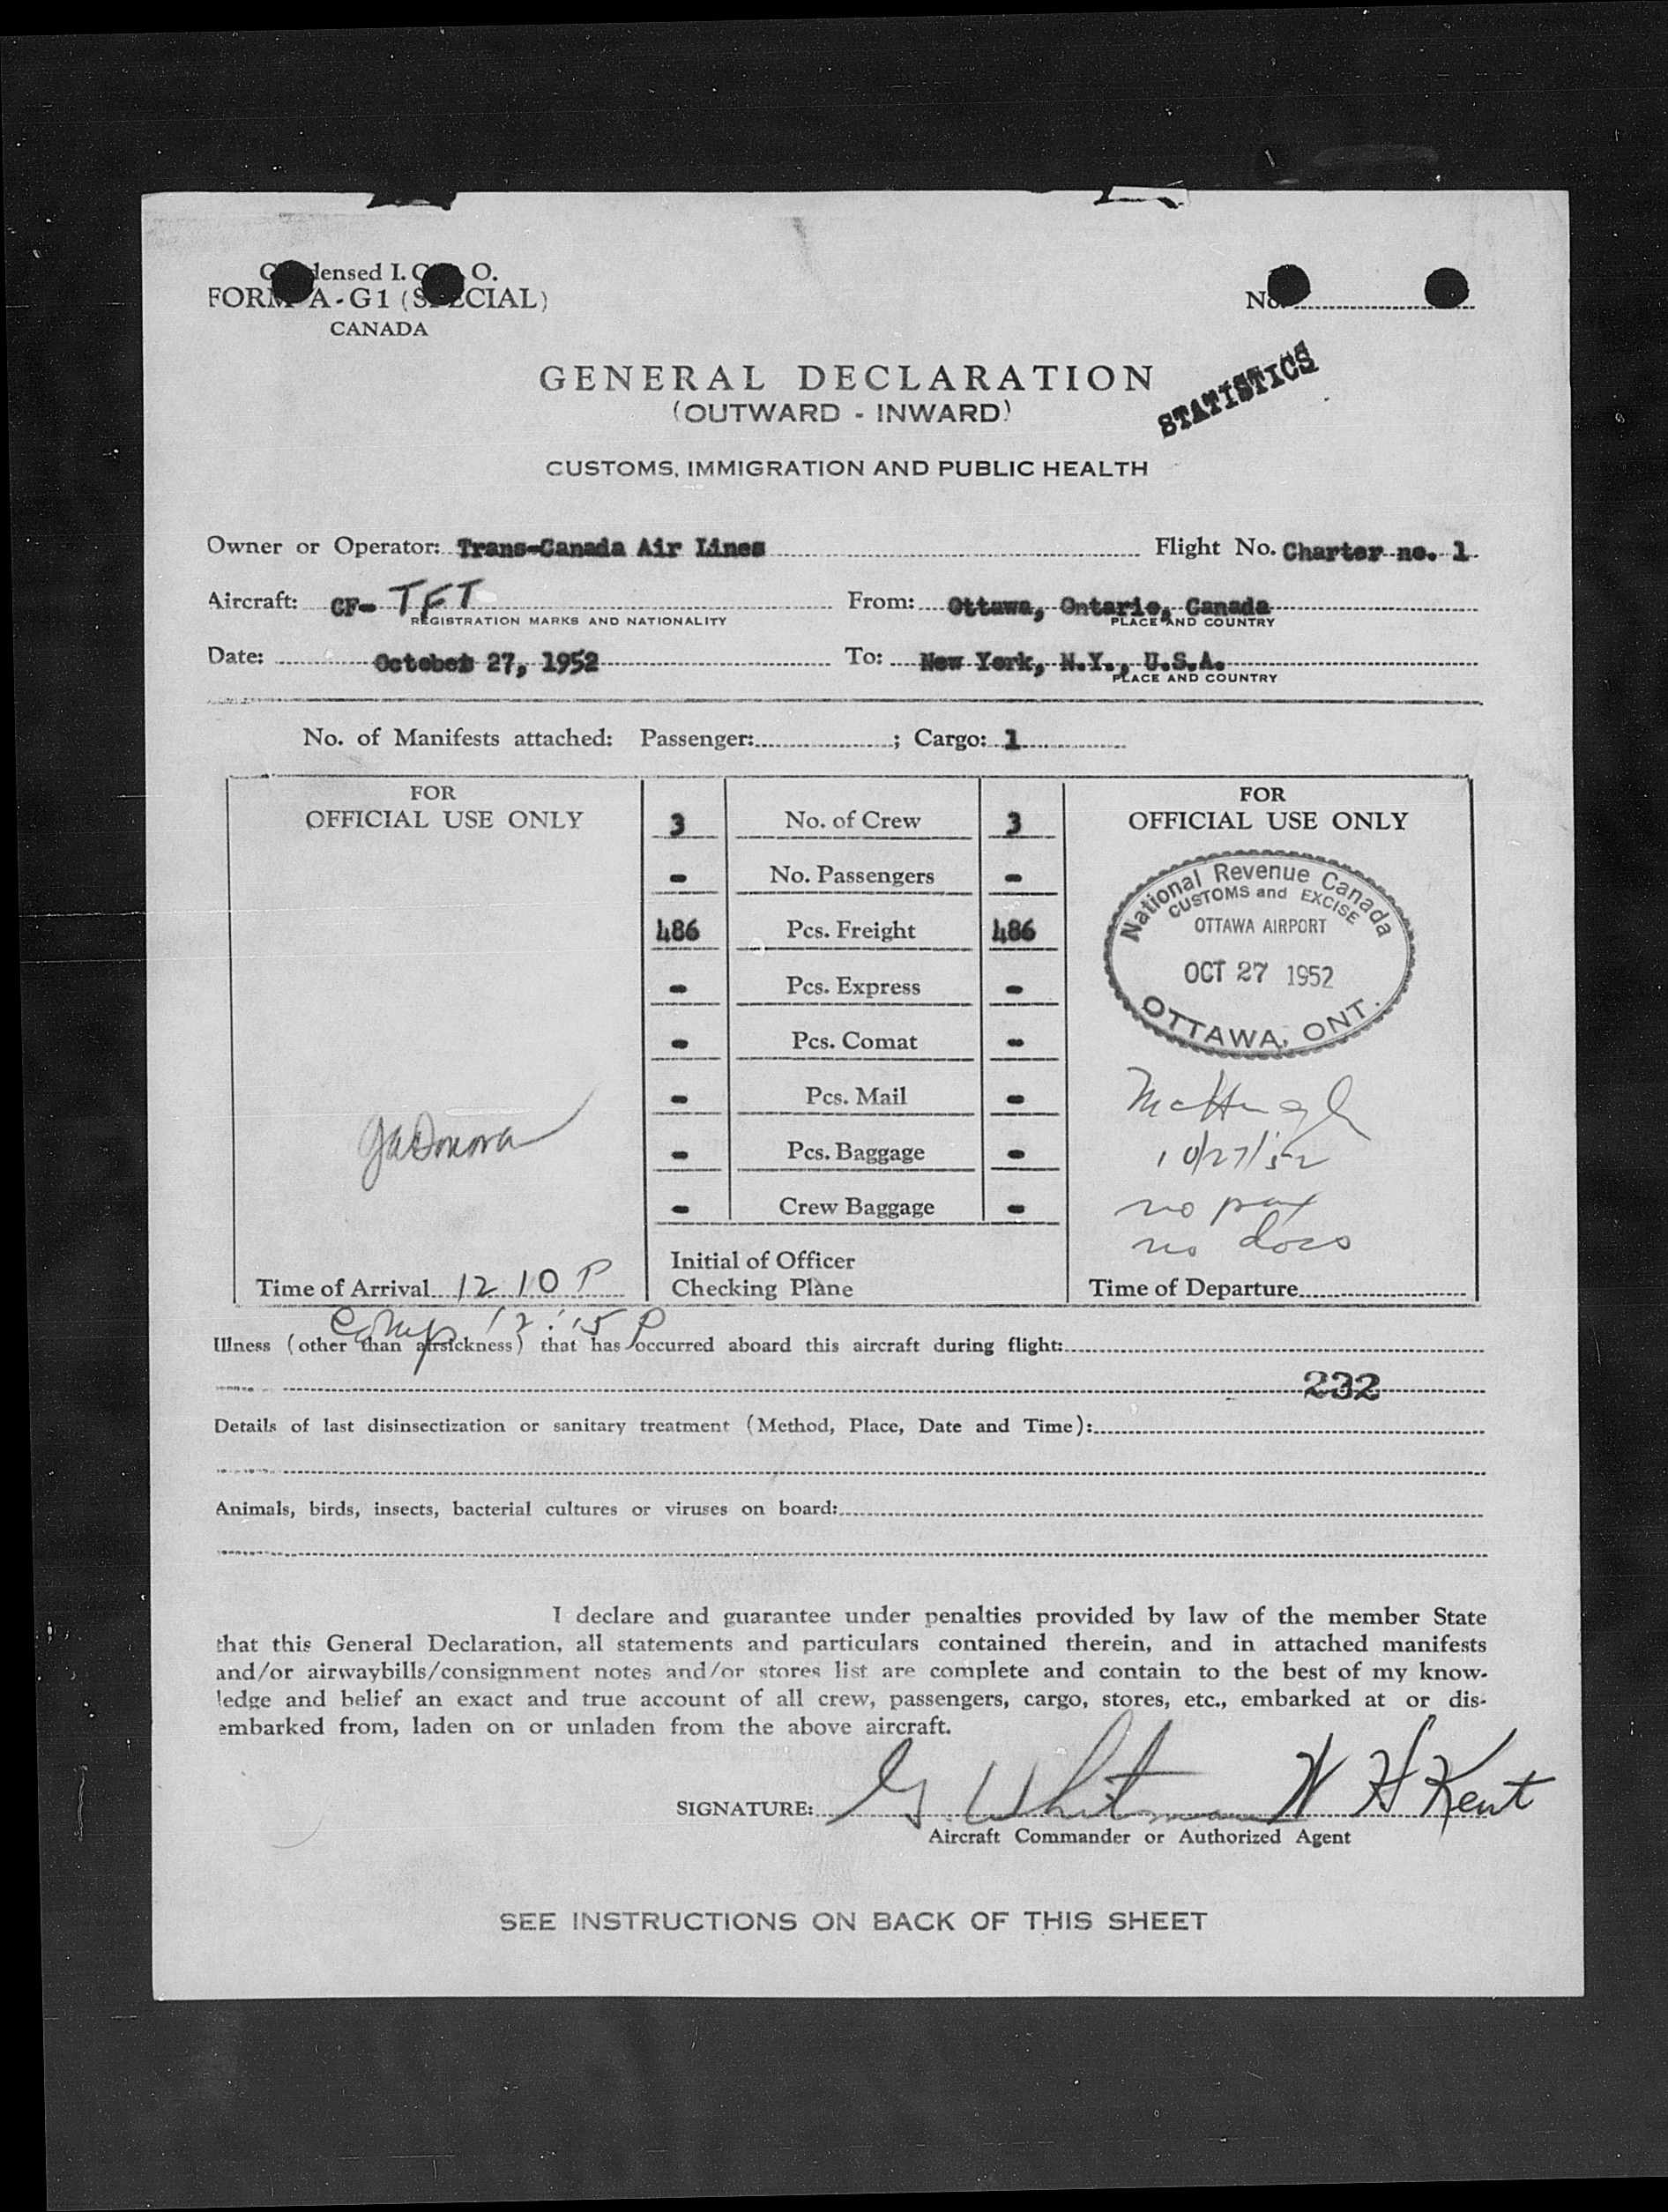 Condensed I. C. A. O.
FORM A-G1 (SPECIAL)
CANADA
No.
GENERAL DECLARATION
(OUTWARD - INWARD)
STATISTICS
CUSTOMS, IMMIGRATION AND PUBLIC HEALTH
Owner or Operator: Trans-Canada Air Lines Flight No. Charter no. 1
Aircraft: CF- TFT From: Ottawa, Ontario, Canada
REGISTRATION MARKS AND NATIONALITY PLACE AND COUNTRY
Date: October 27, 1952 To: New York, N.Y., U.S.A.
PLACE AND COUNTRY
No. of Manifests attached: Passenger: ; Cargo: 1
FOR OFFICIAL USE ONLY
3 No. of Crew 3
- No. Passengers -
486 Pcs. Freight 486
- Pcs. Express -
- Pcs. Comat -
- Pcs. Mail -
- Pcs. Baggage -
- Crew Baggage -
Initial of Officer
Checking Plane
Time of Arrival 12 10 P
Comp 12:15 P
FOR
OFFICIAL USE ONLY
National Revenue Canada
CUSTOMS and EXCISE
OTTAWA AIRPORT
OCT 27 1952
OTTAWA, ONT.
McHugh
10/27/52
no pax
no docs
Time of Departure
Illness (other than airsickness) that has occurred aboard this aircraft during flight:
232
Details of last disinsectization or sanitary treatment (Method, Place, Date and Time):
Animals, birds, insects, bacterial cultures or viruses on board:
I declare and guarantee under penalties provided by law of the member State
that this General Declaration, all statements and particulars contained therein, and in attached manifests
and/or airwaybills/consignment notes and/or stores list are complete and contain to the best of my know-
ledge and belief an exact and true account of all crew, passengers, cargo, stores, etc., embarked at or dis-
embarked from, laden on or unladen from the above aircraft.
SIGNATURE: G Whitman W H Kent
Aircraft Commander or Authorized Agent
SEE INSTRUCTIONS ON BACK OF THIS SHEET